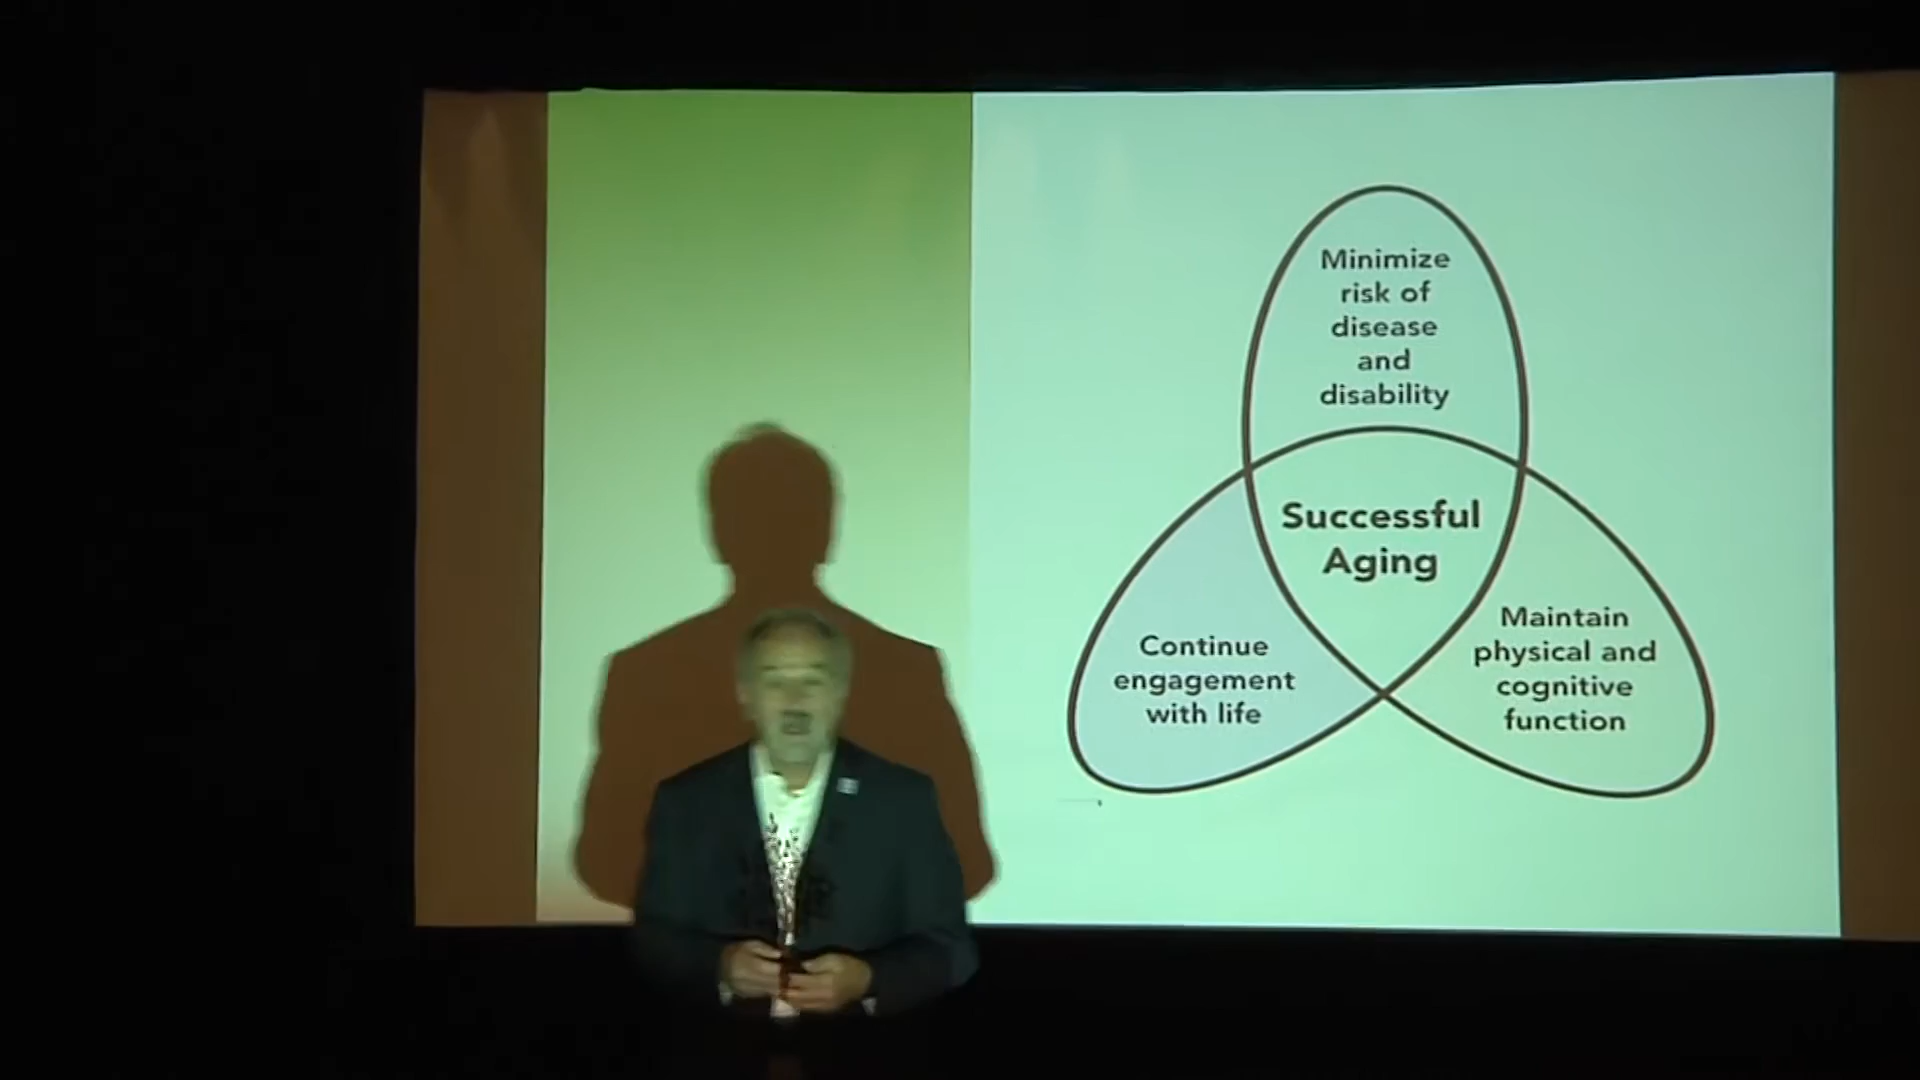 Minimize
risk of
disease
and
disability
Successful
Aging
Continue
engagement
with life
Maintain
physical and
cognitive
function